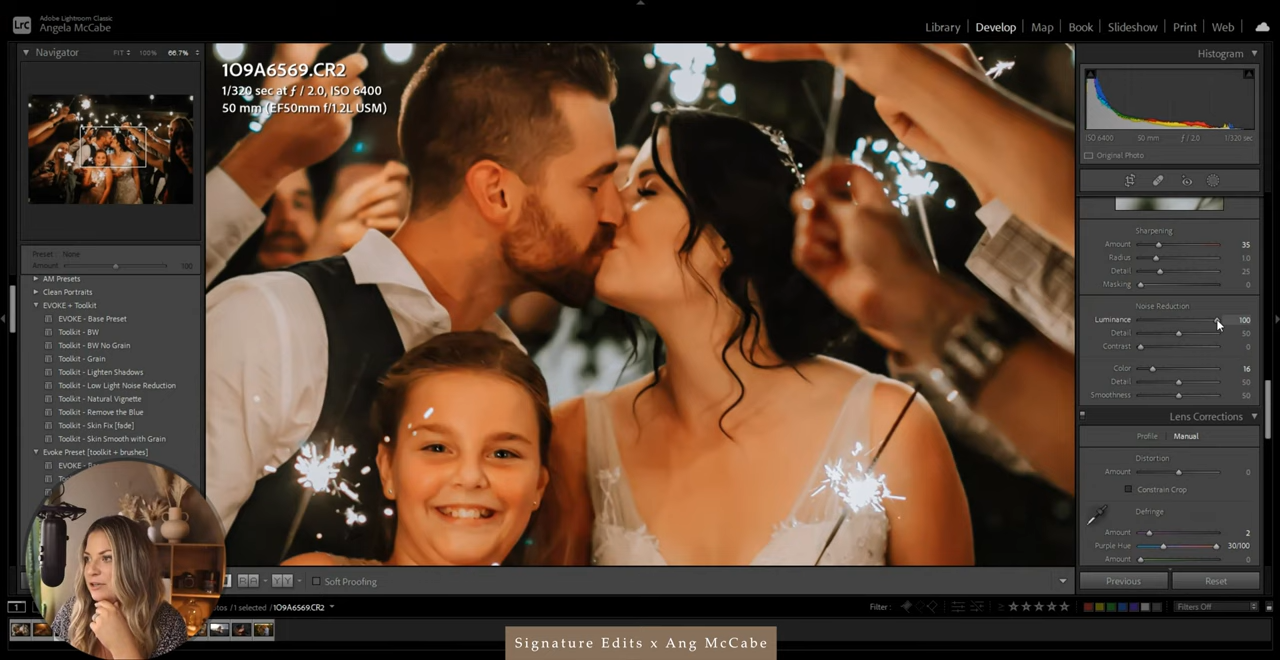 LrC
Adobe Lightroom Classic
Angela McCabe
Library | Develop | Map | Book | Slideshow | Print | Web
Navigator FIT 100% 66.7%
Preset : None
Amount 100
AM Presets
Clean Portraits
EVOKE + Toolkit
EVOKE - Base Preset
Toolkit - BW
Toolkit - BW No Grain
Toolkit - Grain
Toolkit - Lighten Shadows
Toolkit - Low Light Noise Reduction
Toolkit - Natural Vignette
Toolkit - Remove the Blue
Toolkit - Skin Fix [fade]
Toolkit - Skin Smooth with Grain
Evoke Preset [toolkit + brushes]
1O9A6569.CR2
1/320 sec at ƒ / 2.0, ISO 6400
50 mm (EF50mm f/1.2L USM)
Histogram
ISO 6400 50 mm ƒ / 2.0 1/320 sec
Original Photo
Sharpening
Amount 35
Radius 1.0
Detail 25
Masking 0
Noise Reduction
Luminance 100
Detail 50
Contrast 0
Color 16
Detail 50
Smoothness 50
Lens Corrections
Profile Manual
Distortion
Amount 0
Constrain Crop
Defringe
Amount 2
Purple Hue 30/100
Amount 0
Previous Reset
Soft Proofing
1
/1 selected / 1O9A6569.CR2
Filter : Filters Off
Signature Edits x Ang McCabe